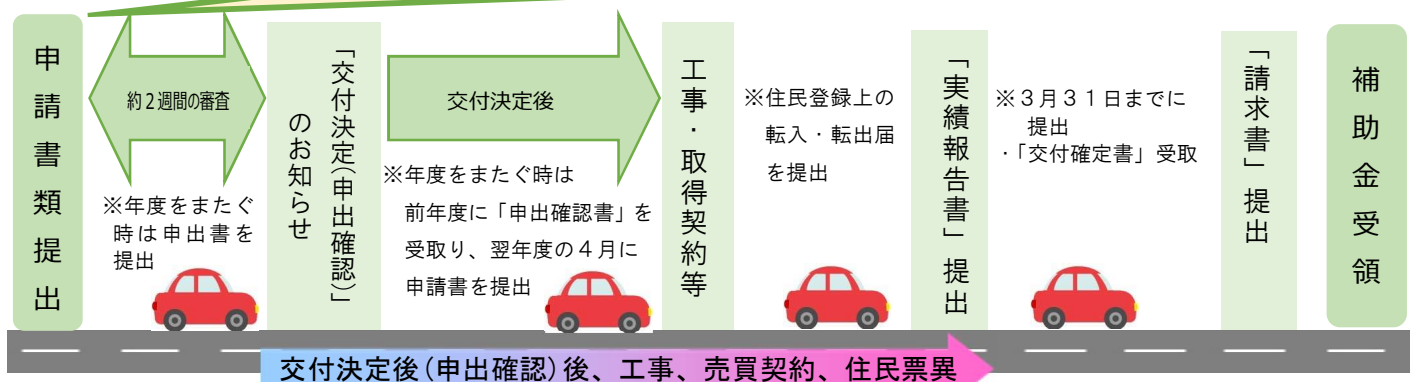 申請書類提出
約2週間の審査
※年度をまたぐ
時は申出書を
提出
「交付決定(申出確認)」
のお知らせ
交付決定後
※年度をまたぐ時は
前年度に「申出確認書」を
受取り、翌年度の4月に
申請書を提出
工事・取得契約等
※住民登録上の
転入・転出届
を提出
「実績報告書」提出
※3月31日までに
提出
・「交付確定書」受取
「請求書」提出
補助金受領
交付決定後(申出確認)後、工事、売買契約、住民票異